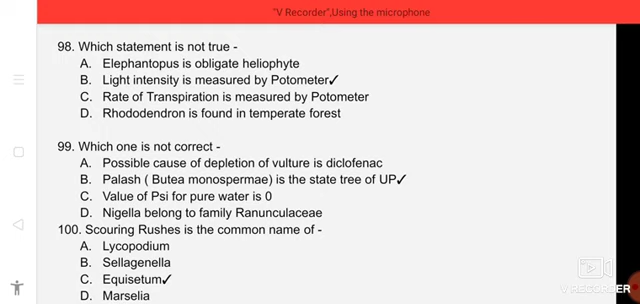 "V Recorder",Using the microphone
98. Which statement is not true -
A. Elephantopus is obligate heliophyte
B. Light intensity is measured by Potometer✓
C. Rate of Transpiration is measured by Potometer
D. Rhododendron is found in temperate forest
99. Which one is not correct -
A. Possible cause of depletion of vulture is diclofenac
B. Palash ( Butea monospermae) is the state tree of UP✓
C. Value of Psi for pure water is 0
D. Nigella belong to family Ranunculaceae
100. Scouring Rushes is the common name of -
A. Lycopodium
B. Sellagenella
C. Equisetum✓
D. Marselia
V RECORDER